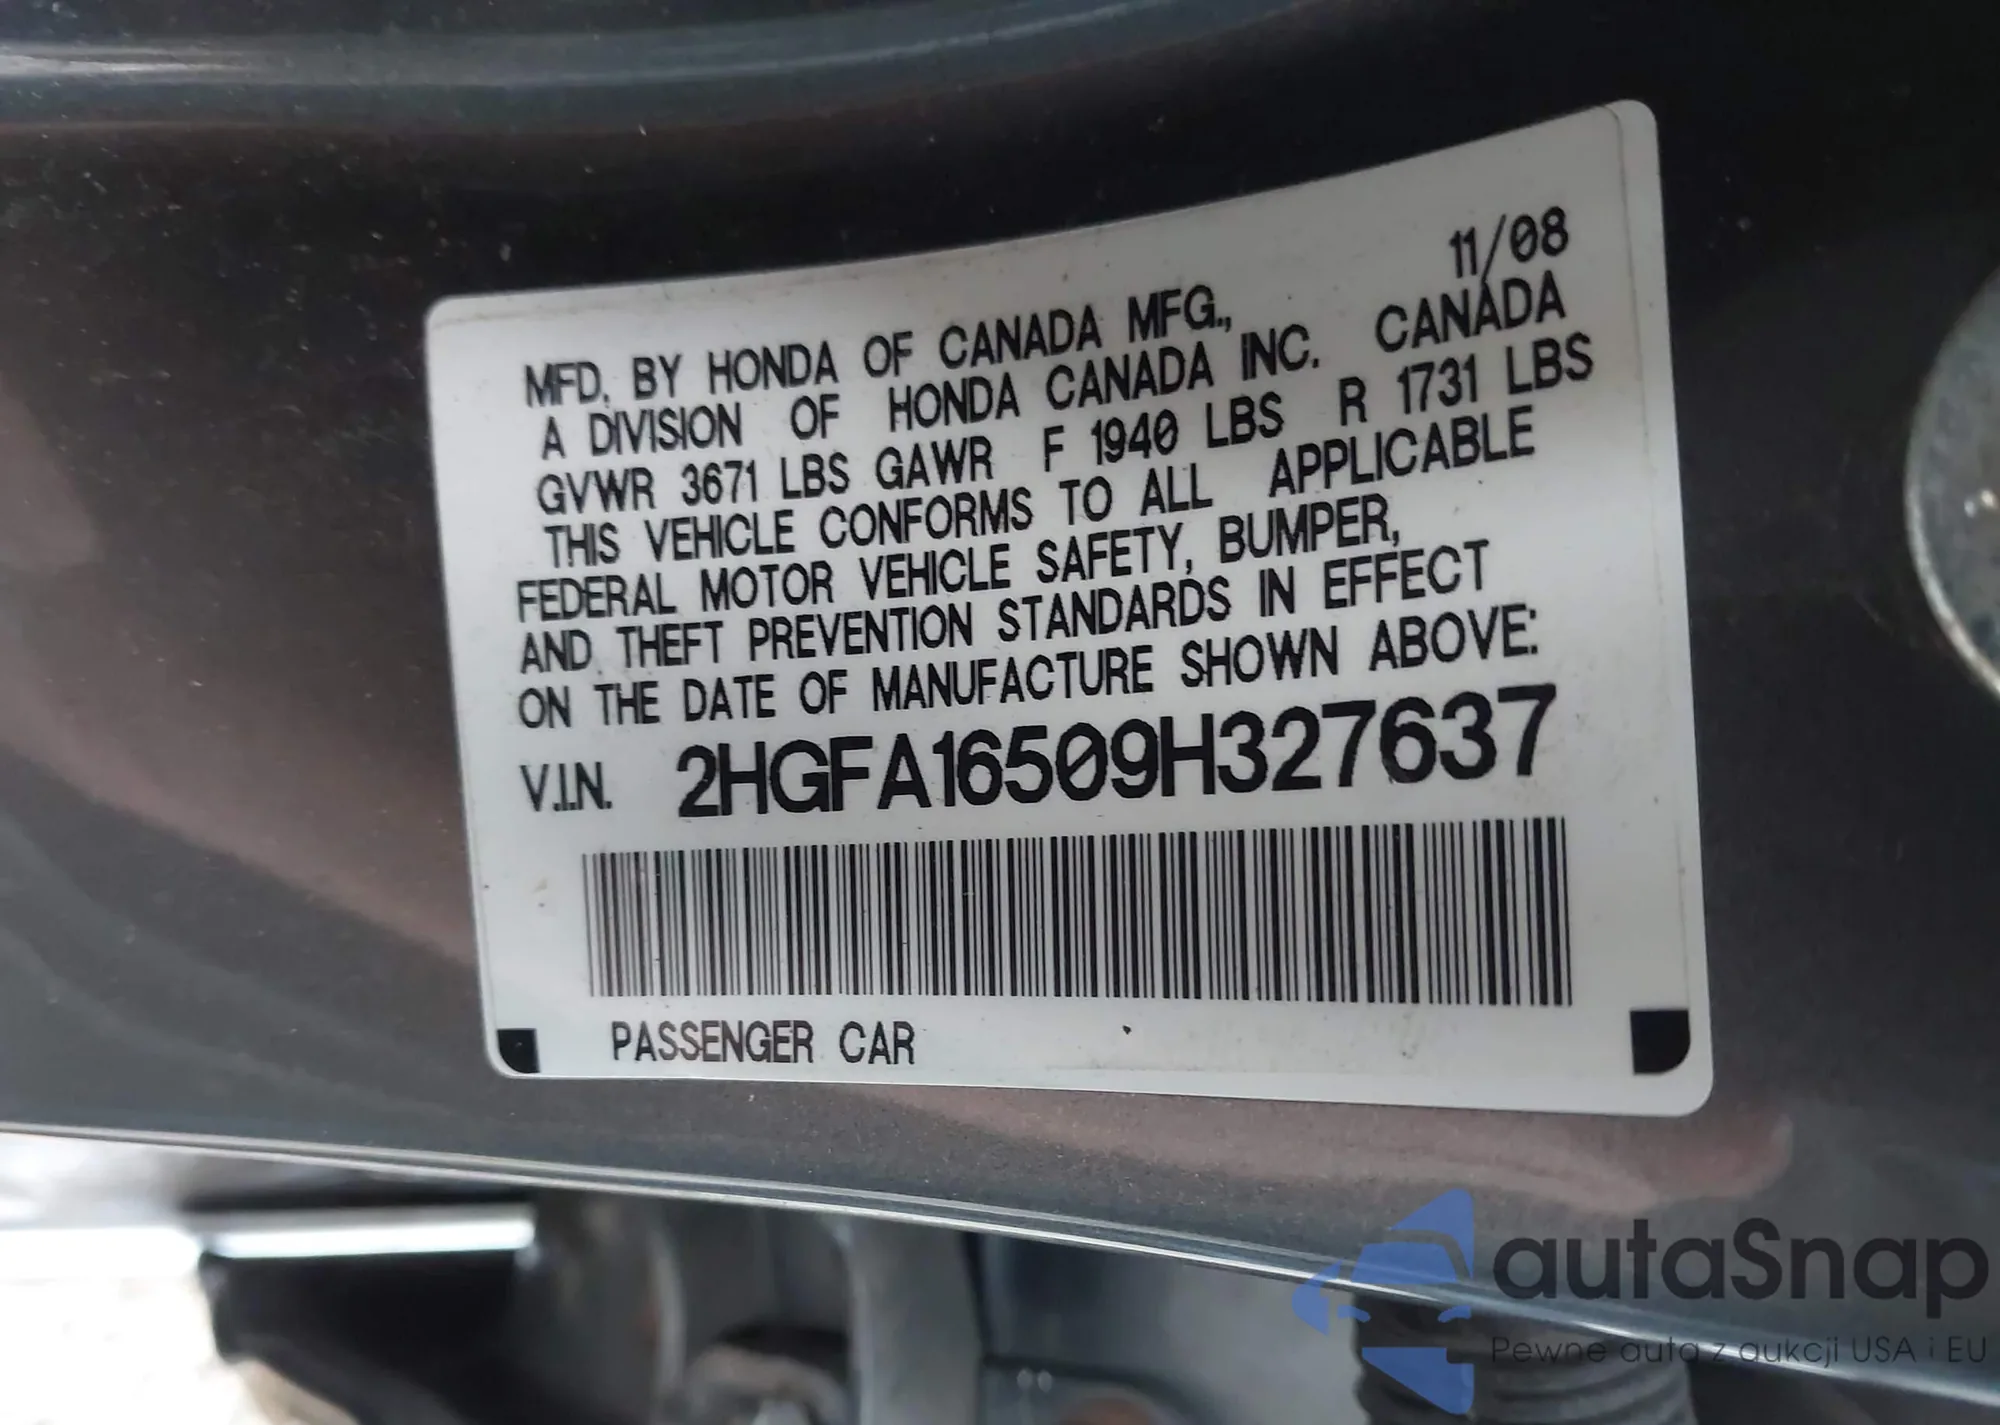 11/08
MFD. BY HONDA OF CANADA MFG.,
A DIVISION OF HONDA CANADA INC. CANADA
GVWR 3671 LBS GAWR F 1940 LBS R 1731 LBS
THIS VEHICLE CONFORMS TO ALL APPLICABLE
FEDERAL MOTOR VEHICLE SAFETY, BUMPER,
AND THEFT PREVENTION STANDARDS IN EFFECT
ON THE DATE OF MANUFACTURE SHOWN ABOVE:
V.I.N. 2HGFA16509H327637
PASSENGER CAR
autaSnap
Pewne auta z aukcji USA i EU